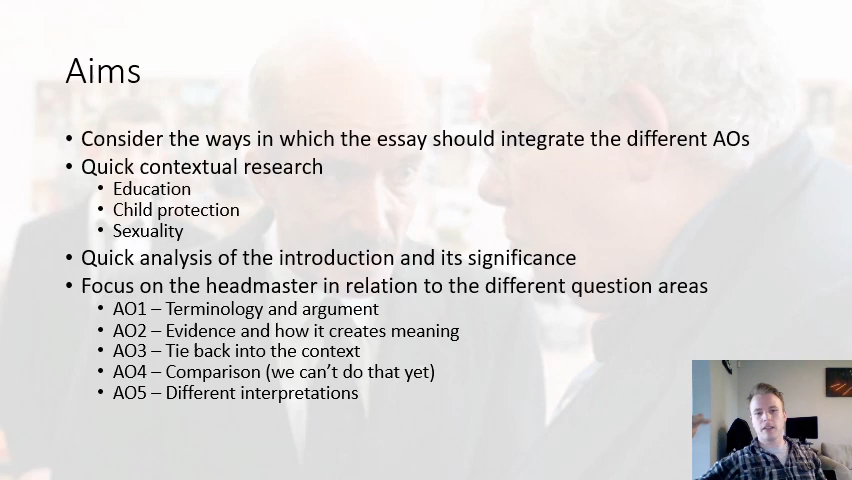 Aims
• Consider the ways in which the essay should integrate the different AOs
• Quick contextual research
• Education
• Child protection
• Sexuality
• Quick analysis of the introduction and its significance
• Focus on the headmaster in relation to the different question areas
• AO1 – Terminology and argument
• AO2 – Evidence and how it creates meaning
• AO3 – Tie back into the context
• AO4 – Comparison (we can't do that yet)
• AO5 – Different interpretations